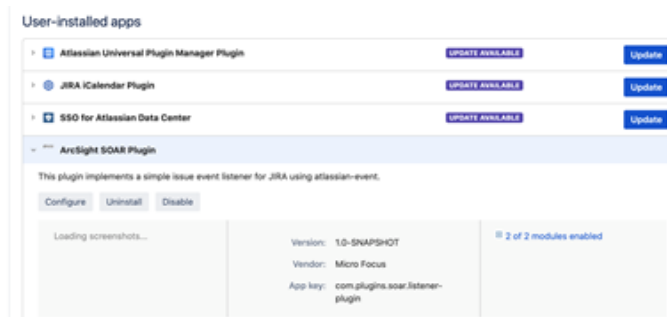 User-installed apps
Atlassian Universal Plugin Manager Plugin UPDATE AVAILABLE Update
JIRA iCalendar Plugin UPDATE AVAILABLE Update
SSO for Atlassian Data Center UPDATE AVAILABLE Update
ArcSight SOAR Plugin
This plugin implements a simple issue event listener for JIRA using atlassian-event.
Configure Uninstall Disable
Loading screenshots...
Version: 1.0-SNAPSHOT
Vendor: Micro Focus
App key: com.plugins.soar.listener-
plugin
2 of 2 modules enabled